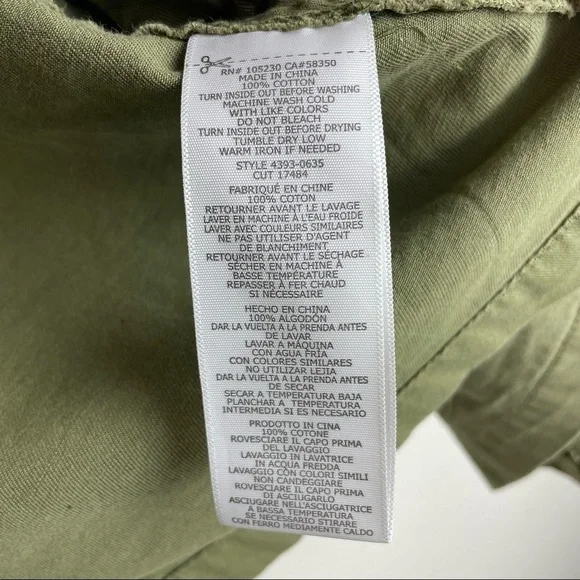 RN# 105230 CA#58350
MADE IN CHINA
100% COTTON
TURN INSIDE OUT BEFORE WASHING
MACHINE WASH COLD
WITH LIKE COLORS
DO NOT BLEACH
TURN INSIDE OUT BEFORE DRYING
TUMBLE DRY LOW
WARM IRON IF NEEDED
STYLE 4393-0635
CUT 17484
FABRIQUÉ EN CHINE
100% COTON
RETOURNER AVANT LE LAVAGE
LAVER EN MACHINE À L'EAU FROIDE
LAVER AVEC COULEURS SIMILAIRES
NE PAS UTILISER D'AGENT
DE BLANCHIMENT
RETOURNER AVANT LE SÉCHAGE
SÉCHER EN MACHINE À
BASSE TEMPÉRATURE
REPASSER À FER CHAUD
SI NÉCESSAIRE
HECHO EN CHINA
100% ALGODÓN
DAR LA VUELTA A LA PRENDA ANTES
DE LAVAR
LAVAR A MÁQUINA
CON AGUA FRÍA
CON COLORES SIMILARES
NO UTILIZAR LEJIA
DAR LA VUELTA A LA PRENDA ANTES
DE SECAR
SECAR A TEMPERATURA BAJA
PLANCHAR A TEMPERATURA
INTERMEDIA SI ES NECESARIO
PRODOTTO IN CINA
100% COTONE
ROVESCIARE IL CAPO PRIMA
DEL LAVAGGIO
LAVAGGIO IN LAVATRICE
IN ACQUA FREDDA
LAVAGGIO CON COLORI SIMILI
NON CANDEGGIARE
ROVESCIARE IL CAPO PRIMA
DI ASCIUGARLO
ASCIUGARE NELL'ASCIUGATRICE
A BASSA TEMPERATURA
SE NECESSARIO STIRARE
CON FERRO MEDIAMENTE CALDO